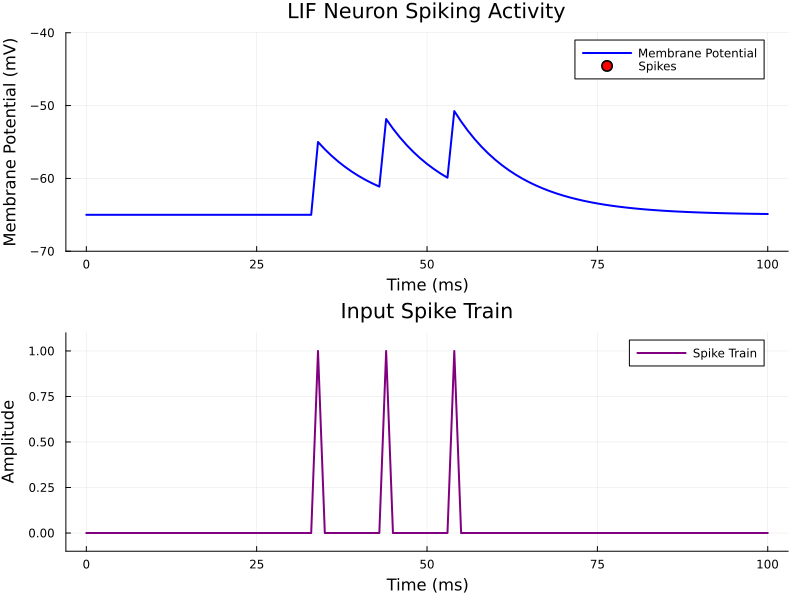 LIF Neuron Spiking Activity
Membrane Potential (mV)
−40
−50
−60
−70
Membrane Potential
Spikes
0
25
50
75
100
Time (ms)
Input Spike Train
Amplitude
1.00
0.75
0.50
0.25
0.00
Spike Train
0
25
50
75
100
Time (ms)